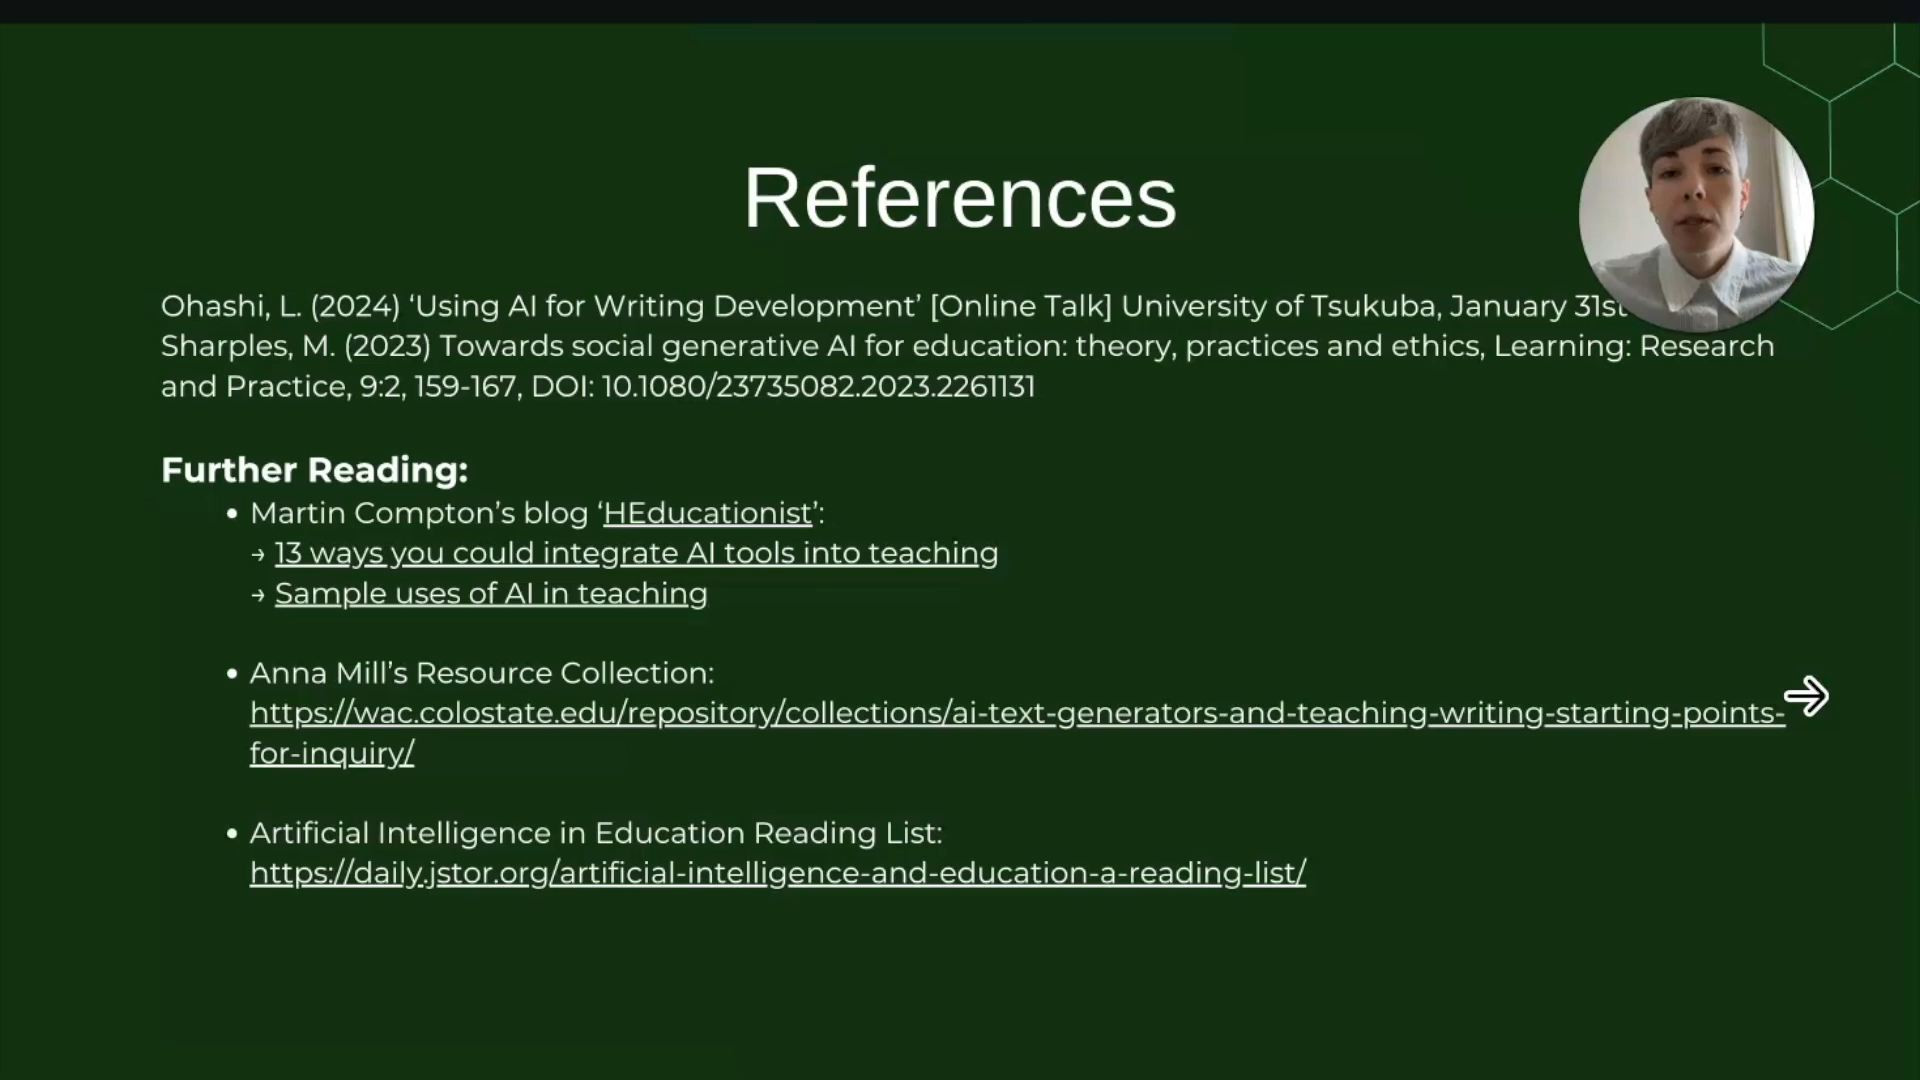 References
Ohashi, L. (2024) ‘Using AI for Writing Development’ [Online Talk] University of Tsukuba, January 31st
Sharples, M. (2023) Towards social generative AI for education: theory, practices and ethics, Learning: Research
and Practice, 9:2, 159-167, DOI: 10.1080/23735082.2023.2261131
Further Reading:
• Martin Compton’s blog ‘HEducationist’:
→ 13 ways you could integrate AI tools into teaching
→ Sample uses of AI in teaching
• Anna Mill’s Resource Collection:
https://wac.colostate.edu/repository/collections/ai-text-generators-and-teaching-writing-starting-points-
for-inquiry/
• Artificial Intelligence in Education Reading List:
https://daily.jstor.org/artificial-intelligence-and-education-a-reading-list/